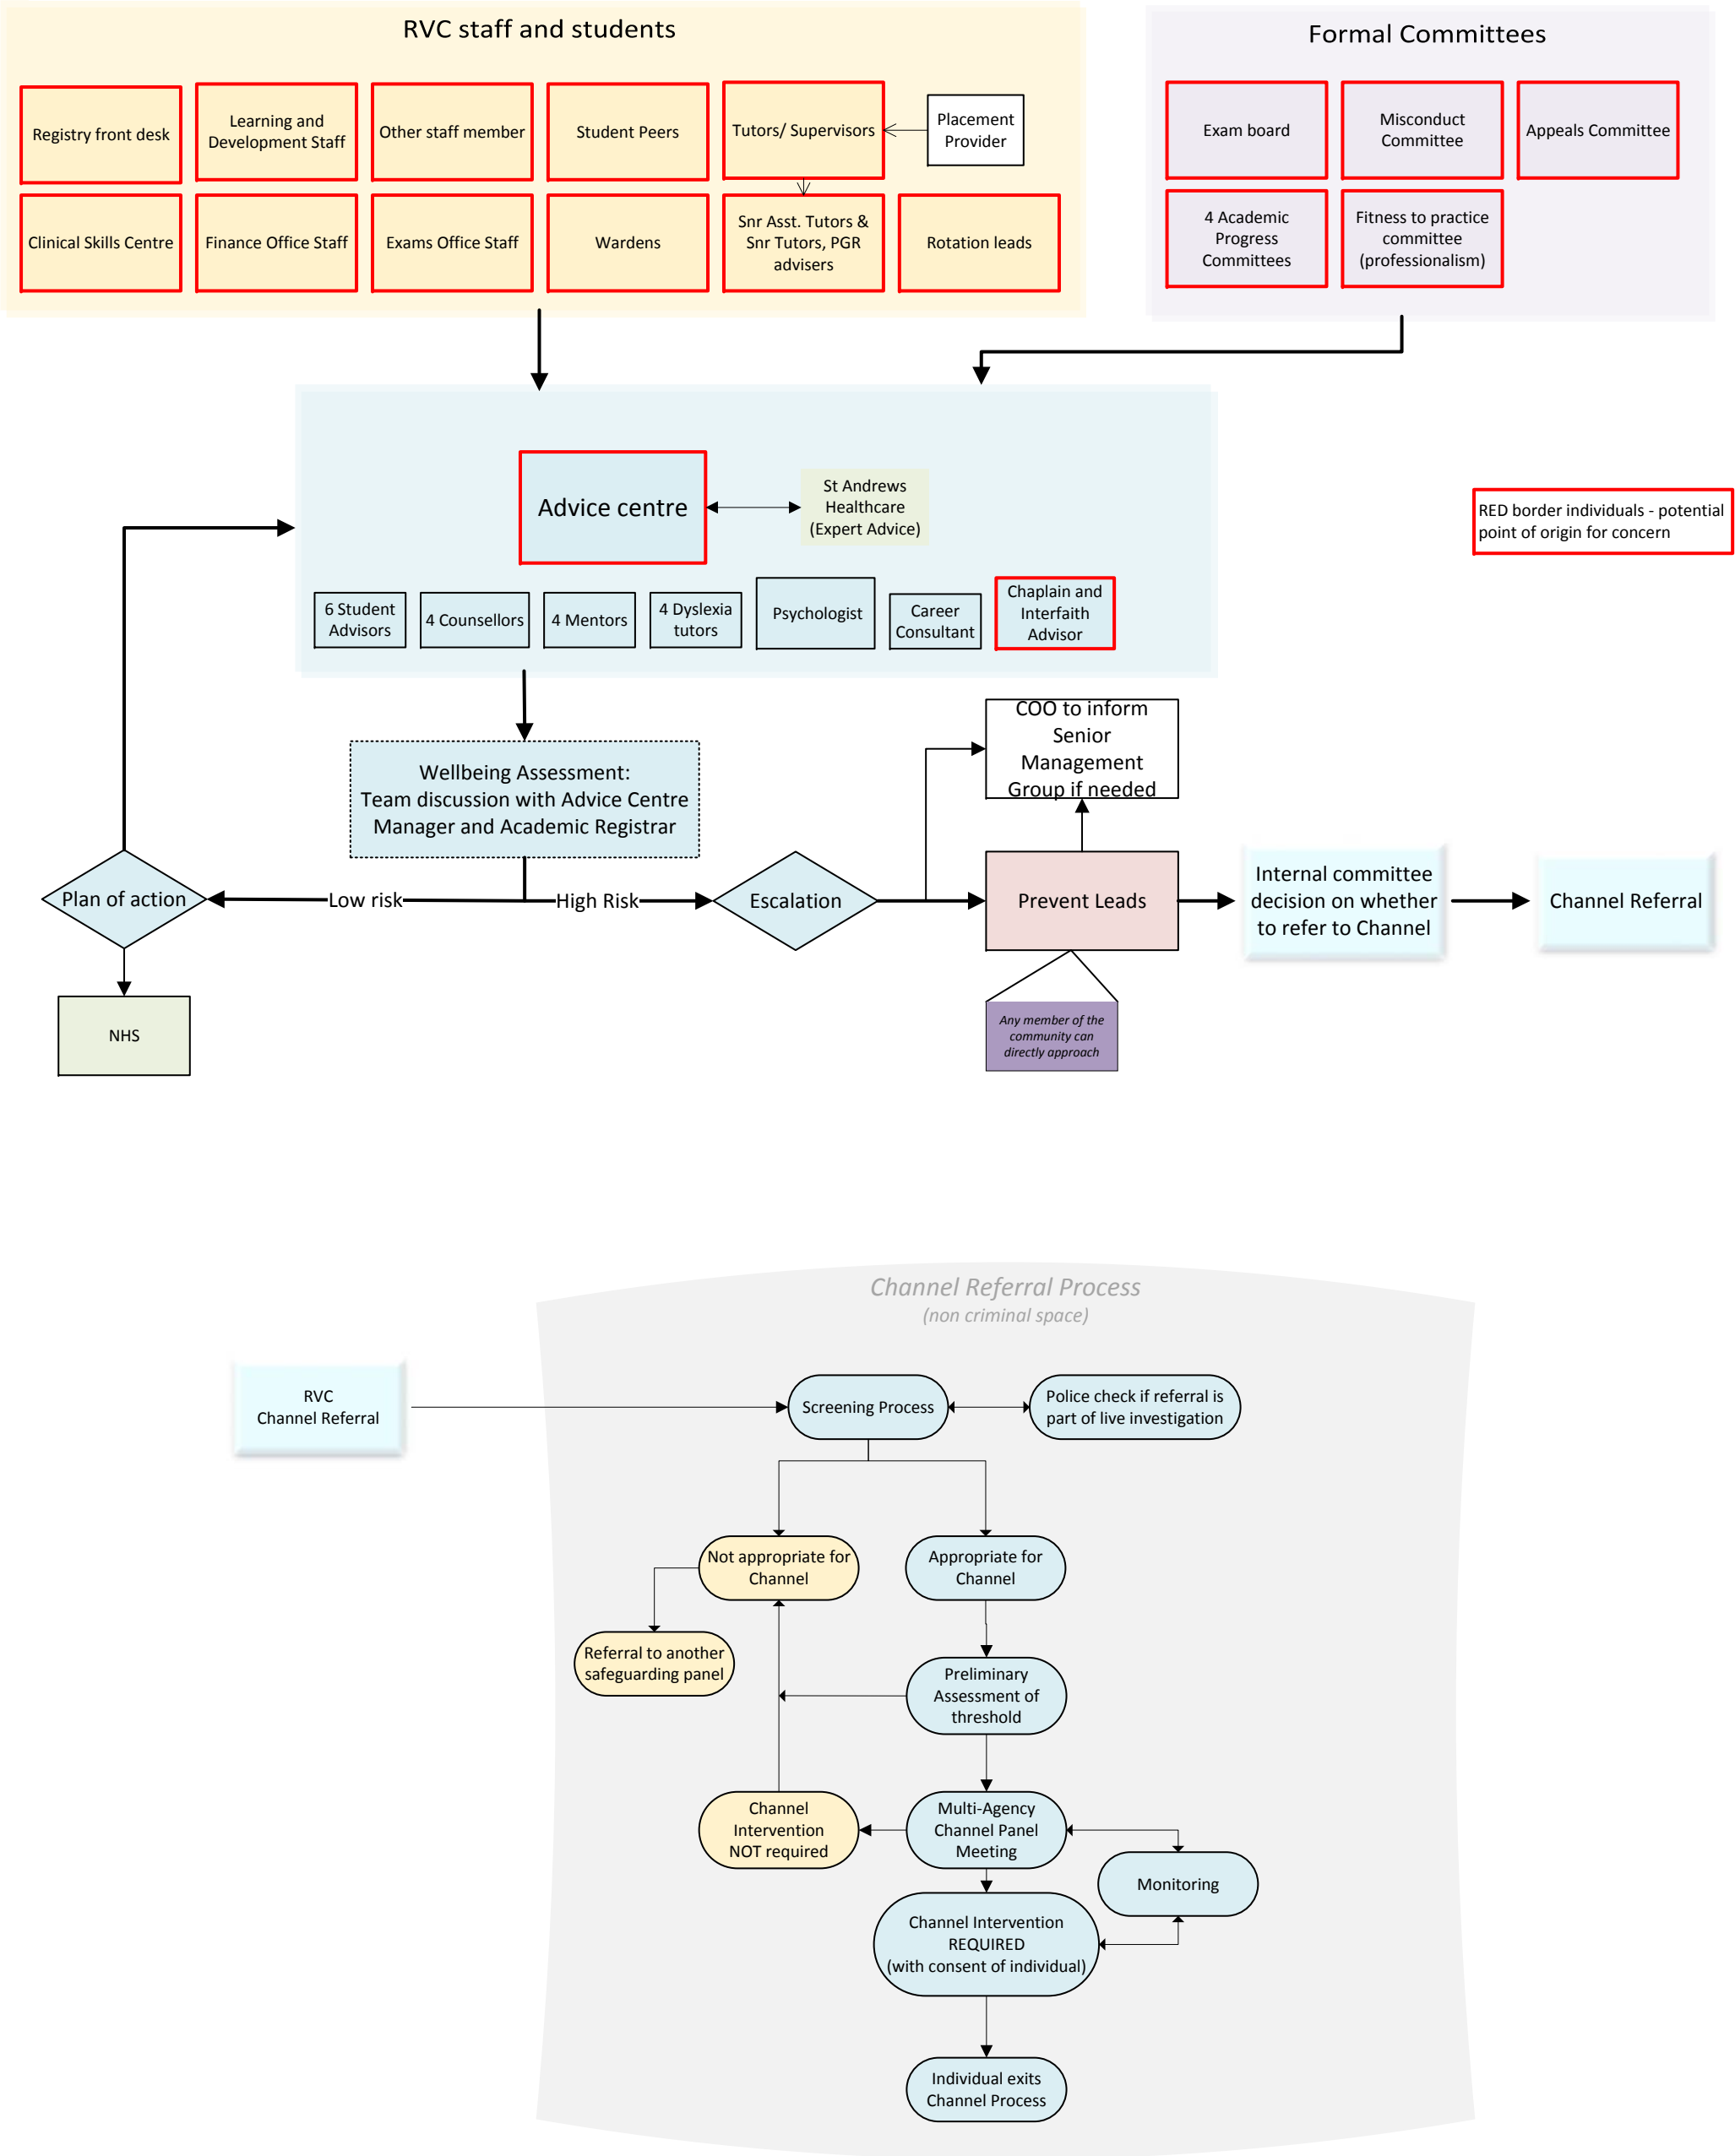 RVC staff and students
Formal Committees
Registry front desk
Learning and
Development Staff
Other staff member
Student Peers
Tutors/ Supervisors
Placement
Provider
Exam board
Misconduct
Committee
Appeals Committee
Clinical Skills Centre
Finance Office Staff
Exams Office Staff
Wardens
Snr Asst. Tutors &
Snr Tutors, PGR
advisers
Rotation leads
4 Academic
Progress
Committees
Fitness to practice
committee
(professionalism)
Advice centre
St Andrews
Healthcare
(Expert Advice)
RED border individuals - potential
point of origin for concern
6 Student
Advisors
4 Counsellors
4 Mentors
4 Dyslexia
tutors
Psychologist
Career
Consultant
Chaplain and
Interfaith
Advisor
Wellbeing Assessment:
Team discussion with Advice Centre
Manager and Academic Registrar
COO to inform
Senior
Management
Group if needed
Plan of action
Low risk
High Risk
Escalation
Prevent Leads
Internal committee
decision on whether
to refer to Channel
Channel Referral
NHS
Any member of the
community can
directly approach
Channel Referral Process
(non criminal space)
RVC
Channel Referral
Screening Process
Police check if referral is
part of live investigation
Not appropriate for
Channel
Appropriate for
Channel
Referral to another
safeguarding panel
Preliminary
Assessment of
threshold
Channel
Intervention
NOT required
Multi-Agency
Channel Panel
Meeting
Monitoring
Channel Intervention
REQUIRED
(with consent of individual)
Individual exits
Channel Process